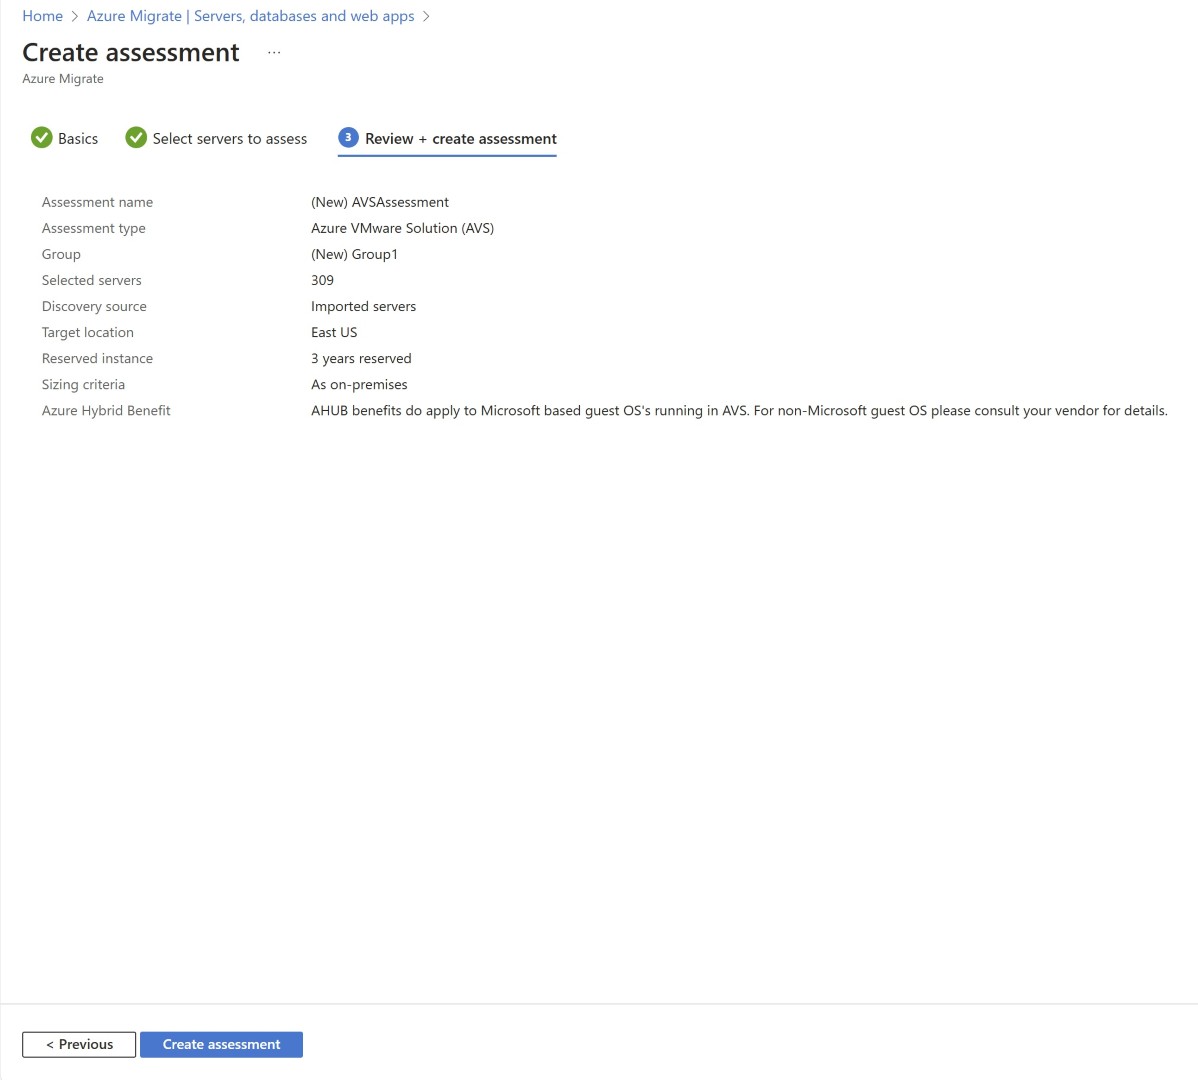 Home > Azure Migrate | Servers, databases and web apps >
Create assessment ...
Azure Migrate
Basics Select servers to assess 3 Review + create assessment
Assessment name (New) AVSAssessment
Assessment type Azure VMware Solution (AVS)
Group (New) Group1
Selected servers 309
Discovery source Imported servers
Target location East US
Reserved instance 3 years reserved
Sizing criteria As on-premises
Azure Hybrid Benefit AHUB benefits do apply to Microsoft based guest OS's running in AVS. For non-Microsoft guest OS please consult your vendor for details.
< Previous Create assessment